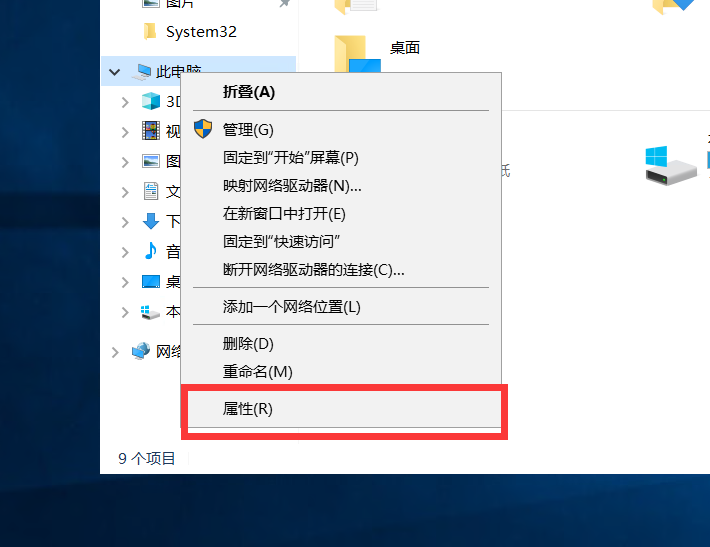 图片
System32
桌面
此电脑
折叠(A)
3D
管理(G)
视
固定到“开始”屏幕(P)
图
纸
映射网络驱动器(N)...
文
在新窗口中打开(E)
下
固定到“快速访问”
音
断开网络驱动器的连接(C)...
桌
添加一个网络位置(L)
本
删除(D)
网络
重命名(M)
属性(R)
9 个项目